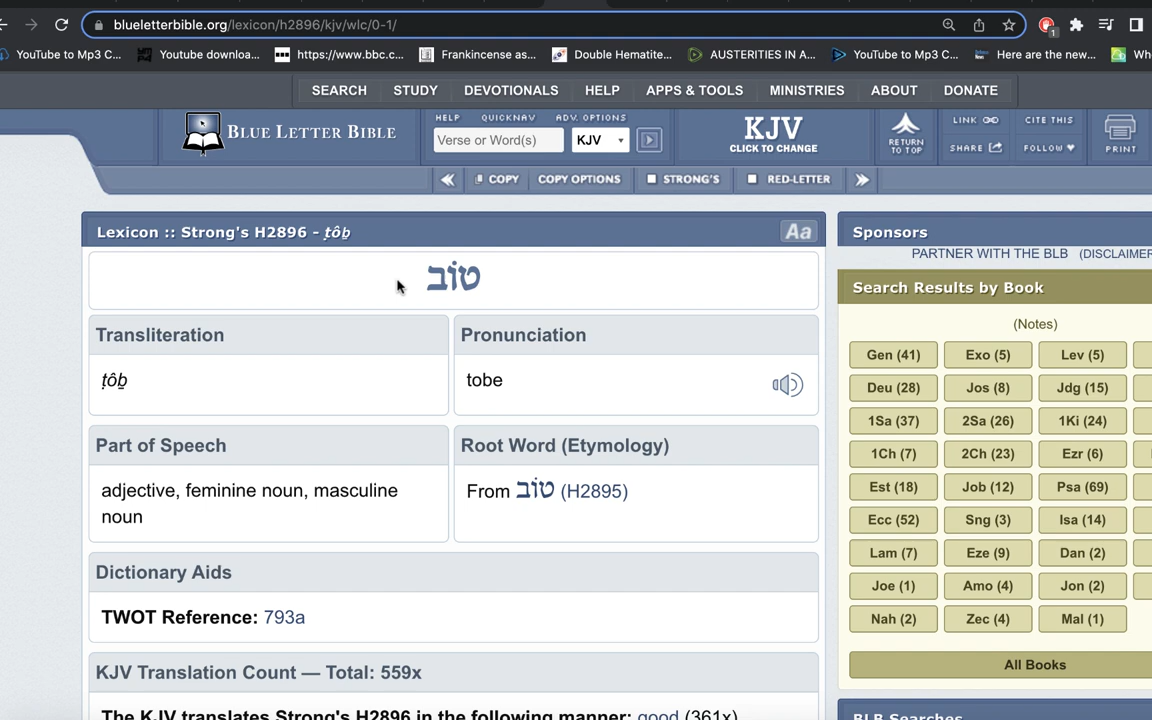 blueletterbible.org/lexicon/h2896/kjv/wlc/0-1/
1
YouTube to Mp3 C... Youtube downloa... https://www.bbc.c... Frankincense as... Double Hematite... AUSTERITIES IN A... YouTube to Mp3 C... Here are the new... Wh
SEARCH STUDY DEVOTIONALS HELP APPS & TOOLS MINISTRIES ABOUT DONATE
BLUE LETTER BIBLE
HELP QUICKNAV ADV. OPTIONS
Verse or Word(s) KJV
KJV
CLICK TO CHANGE
RETURN
TO TOP
LINK CITE THIS
SHARE FOLLOW
PRINT
COPY COPY OPTIONS STRONG'S RED-LETTER
Lexicon :: Strong's H2896 - ṭôḇ Aa
טוֹב
Transliteration
ṭôḇ
Pronunciation
tobe
Part of Speech
adjective, feminine noun, masculine
noun
Root Word (Etymology)
From טוֹב (H2895)
Dictionary Aids
TWOT Reference: 793a
KJV Translation Count — Total: 559x
The KJV translates Strong's H2896 in the following manner: good (361x)
Sponsors
PARTNER WITH THE BLB (DISCLAIMER
Search Results by Book
(Notes)
Gen (41) Exo (5) Lev (5)
Deu (28) Jos (8) Jdg (15)
1Sa (37) 2Sa (26) 1Ki (24)
1Ch (7) 2Ch (23) Ezr (6)
Est (18) Job (12) Psa (69)
Ecc (52) Sng (3) Isa (14)
Lam (7) Eze (9) Dan (2)
Joe (1) Amo (4) Jon (2)
Nah (2) Zec (4) Mal (1)
All Books
BLB Searches